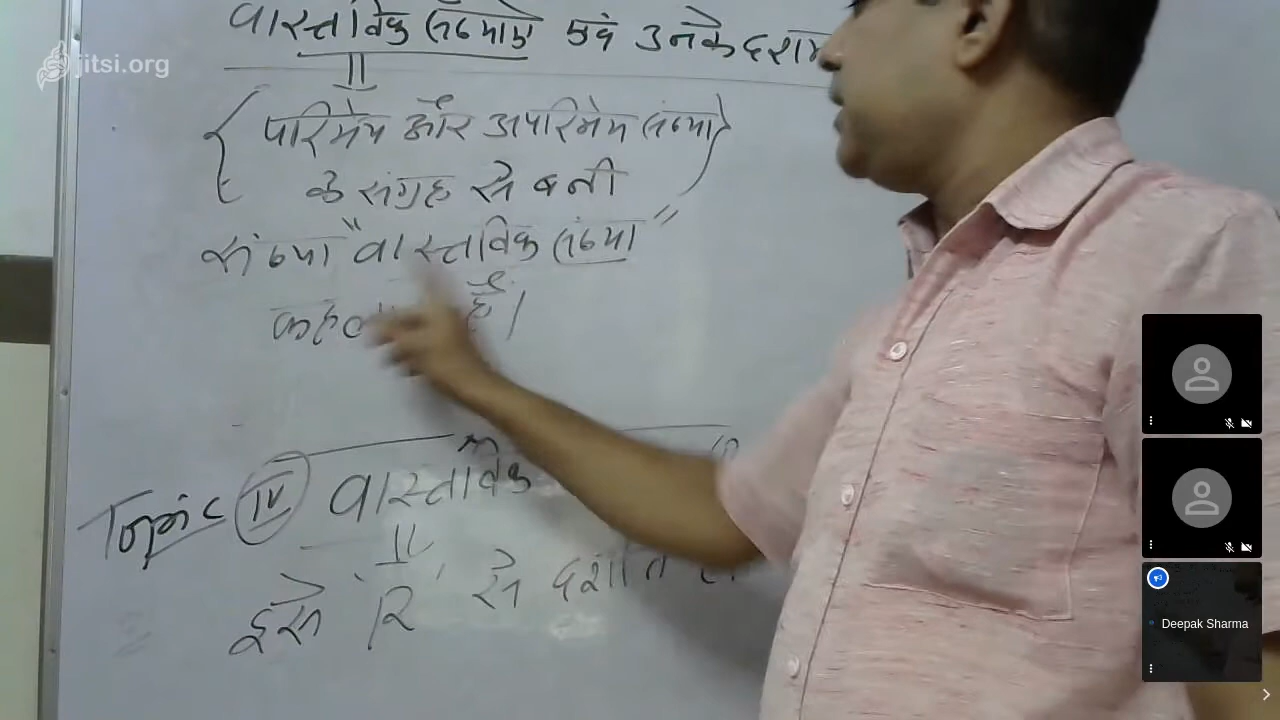 jitsi.org
वास्तविक संख्याएं एवं उनके दशम
परिमेय और अपरिमेय संख्या
के संग्रह से बनी
संख्या "वास्तविक संख्या"
है।
Topic IV वास्तविक
इसे 'R' से दर्शाते
Deepak Sharma